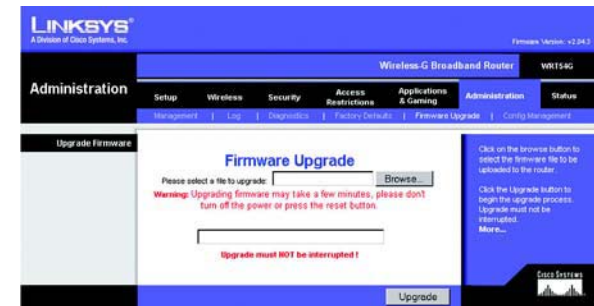 LINKSYS®
A Division of Cisco Systems, Inc.
Firmware Version: v2.04.3
Wireless-G Broadband Router WRT54G
Administration
Setup Wireless Security Access Restrictions Applications & Gaming Administration Status
Management | Log | Diagnostics | Factory Defaults | Firmware Upgrade | Config Management
Upgrade Firmware
Firmware Upgrade
Please select a file to upgrade: Browse...
Warning: Upgrading firmware may take a few minutes, please don't
turn off the power or press the reset button.
Upgrade must NOT be interrupted !
Upgrade
Click on the browse button to
select the firmware file to be
uploaded to the router.
Click the Upgrade button to
begin the upgrade process.
Upgrade must not be
interrupted.
More...
CISCO SYSTEMS